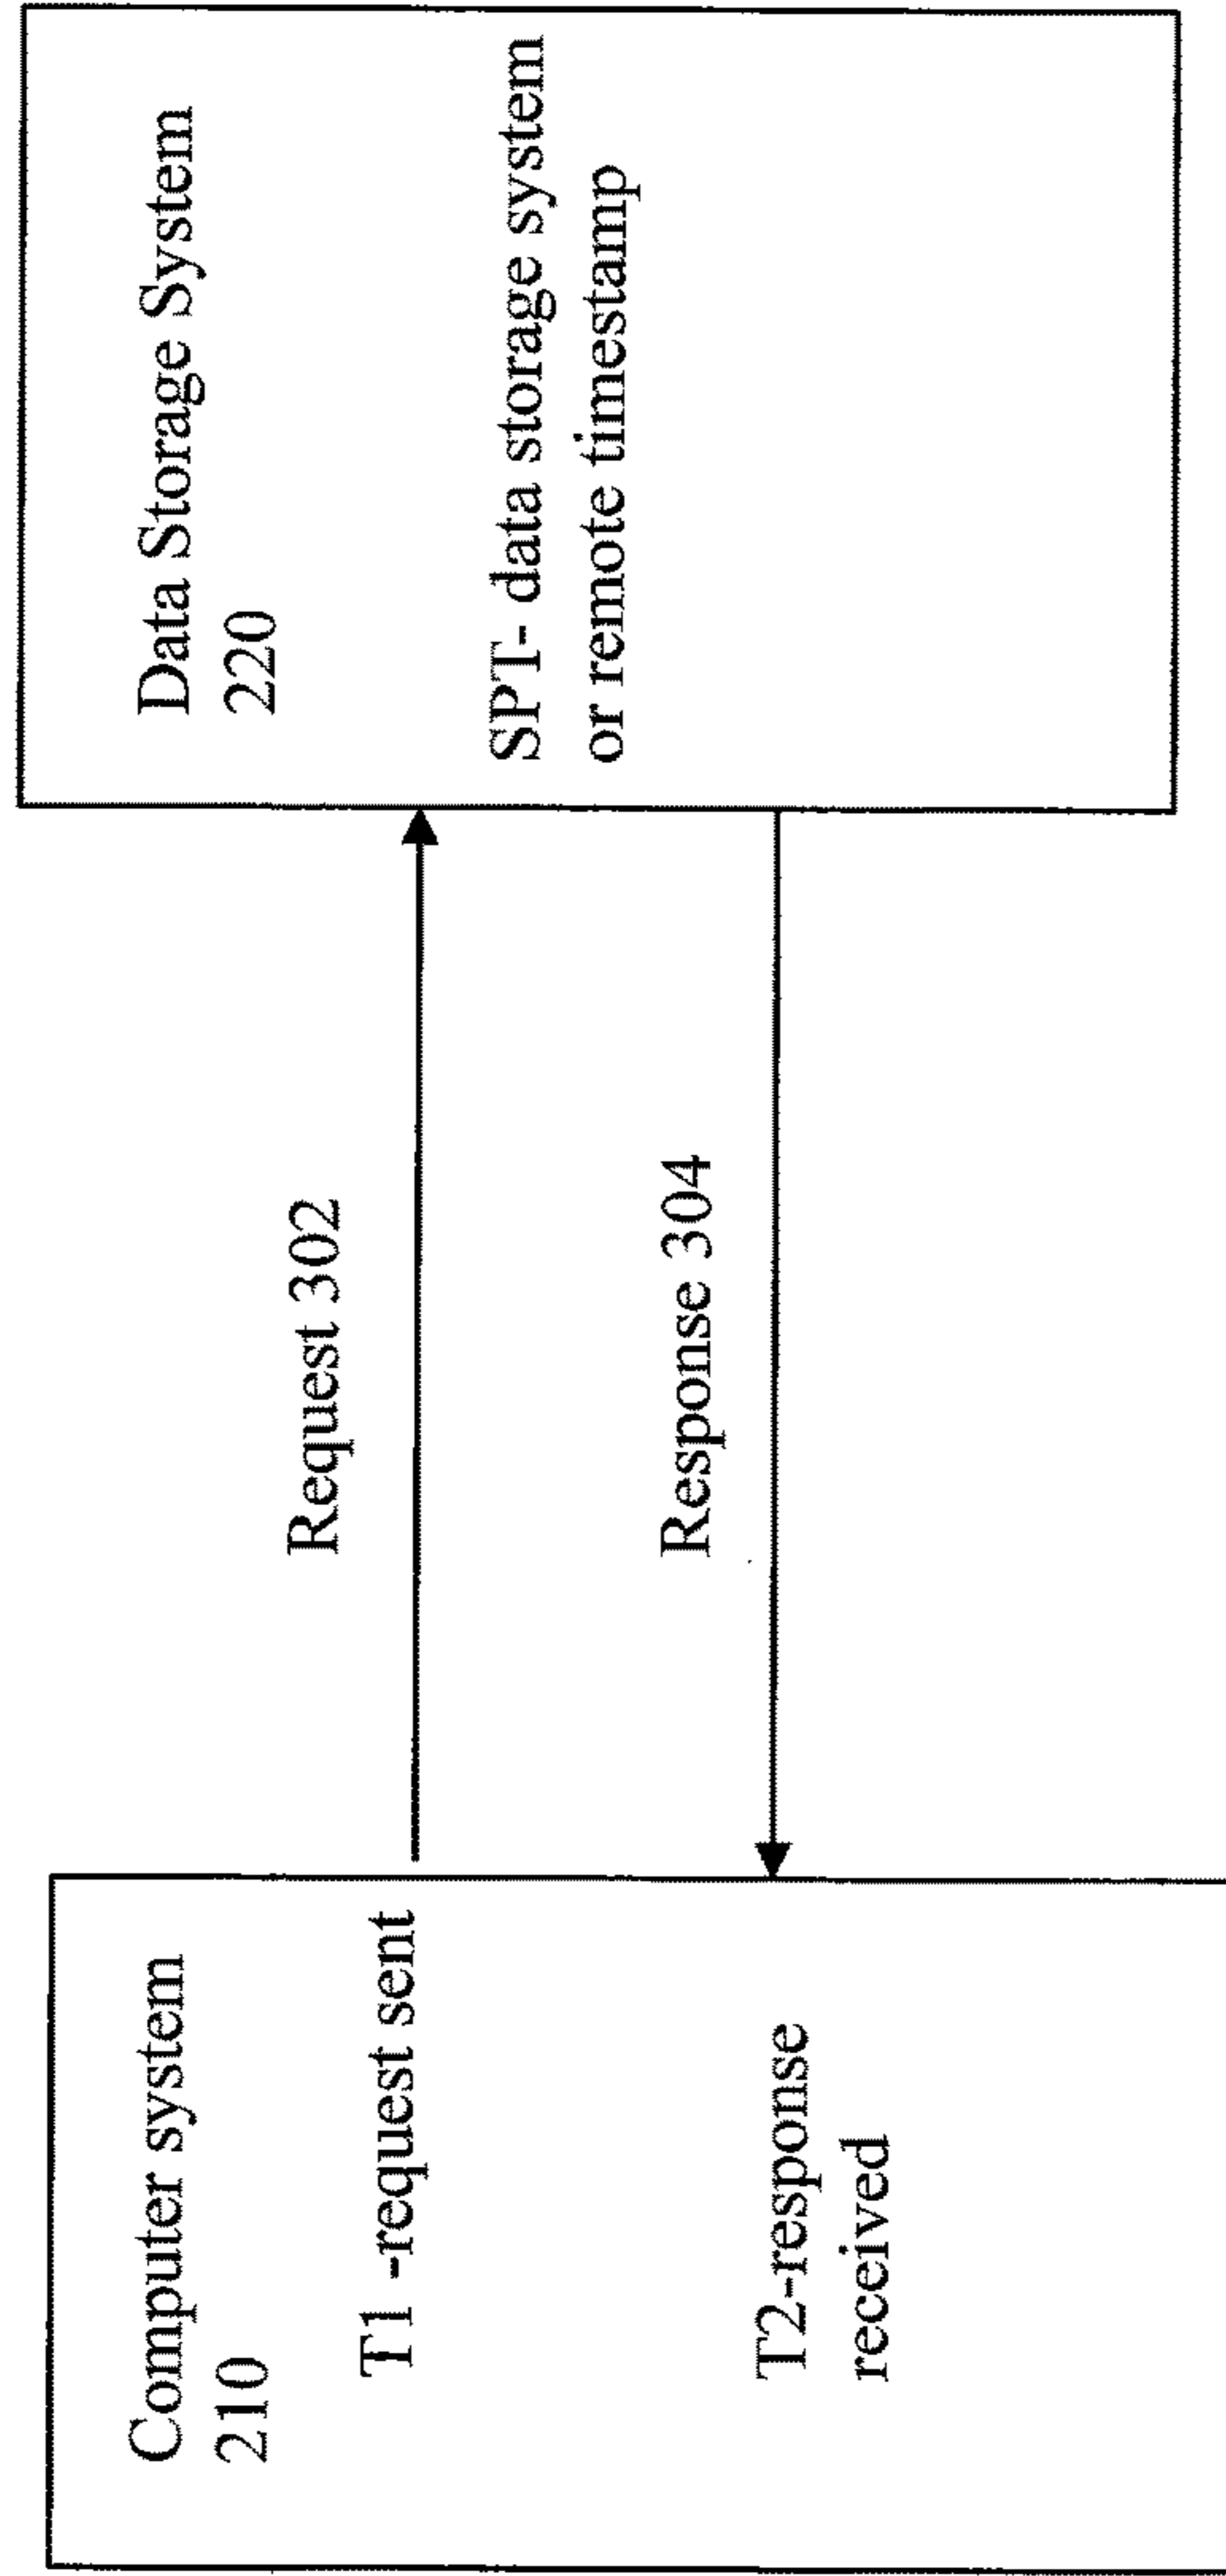 Computer system
210
T1 -request sent
T2-response
received
Request 302
Response 304
Data Storage System
220
SPT- data storage system
or remote timestamp